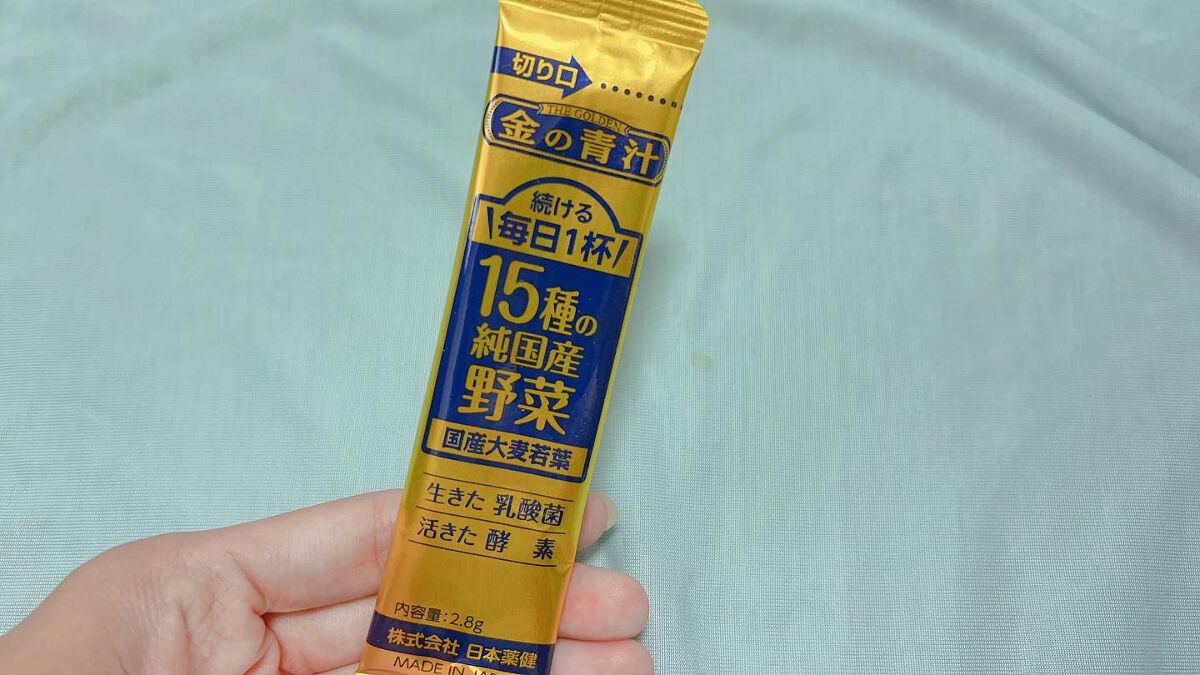 切り口
THE GOLDEN
金の青汁
続ける
毎日1杯
15種の
純国産
野菜
国産大麦若葉
生きた 乳酸菌
活きた 酵 素
内容量:2.8g
株式会社 日本薬健
MADE IN